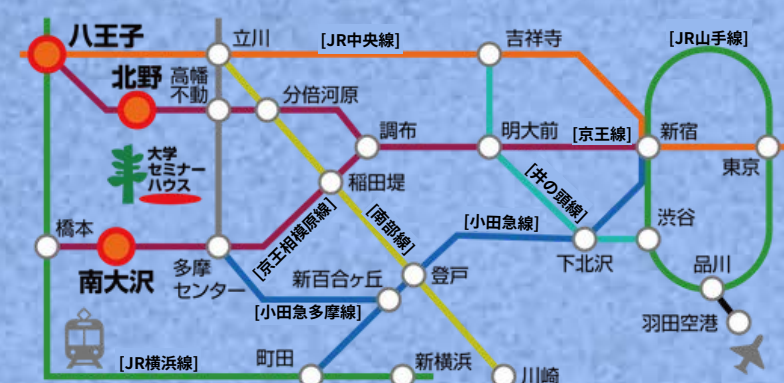 八王子
立川
[JR中央線]
吉祥寺
[JR山手線]
北野
高幡
不動
分倍河原
調布
明大前
[京王線]
新宿
東京
大学
セミナー
ハウス
稲田堤
[井の頭線]
橋本
[京王相模原線]
[南部線]
[小田急線]
渋谷
南大沢
多摩
センター
新百合ヶ丘
登戸
下北沢
品川
[小田急多摩線]
羽田空港
[JR横浜線]
町田
新横浜
川崎